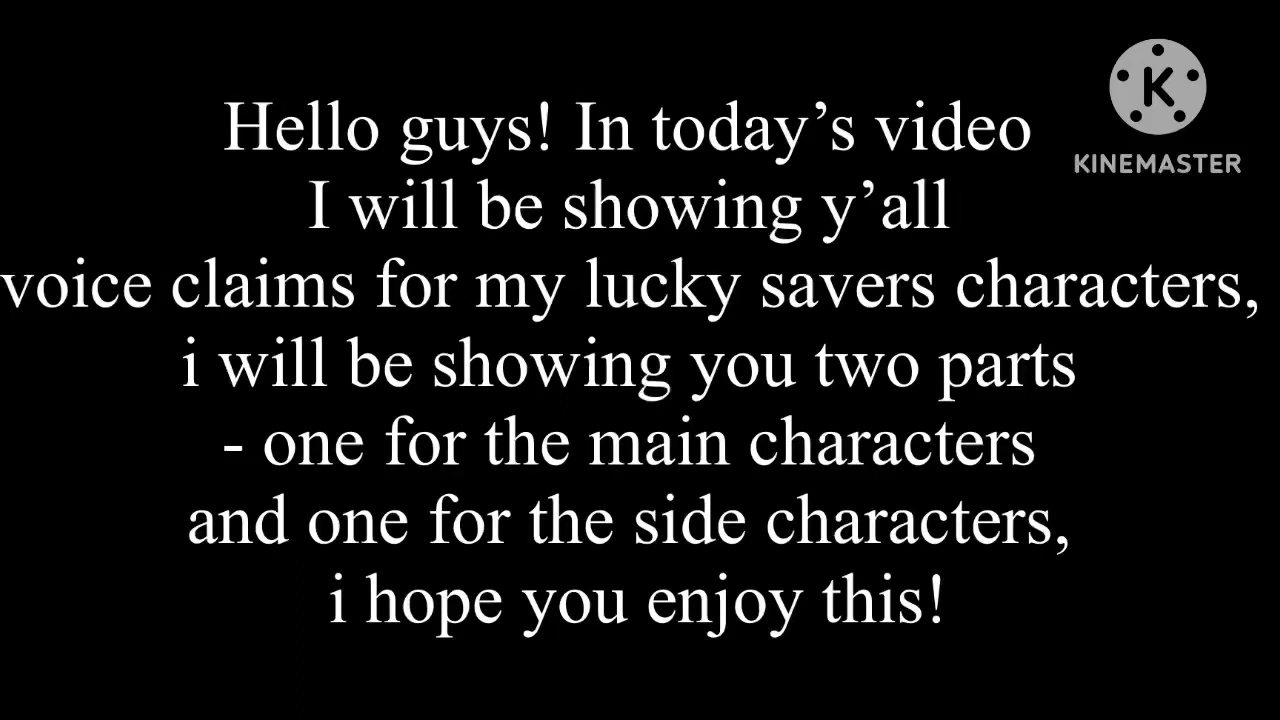 Hello guys! In today’s video
I will be showing y’all
voice claims for my lucky savers characters,
i will be showing you two parts
- one for the main characters
and one for the side characters,
i hope you enjoy this!
K
KINEMASTER